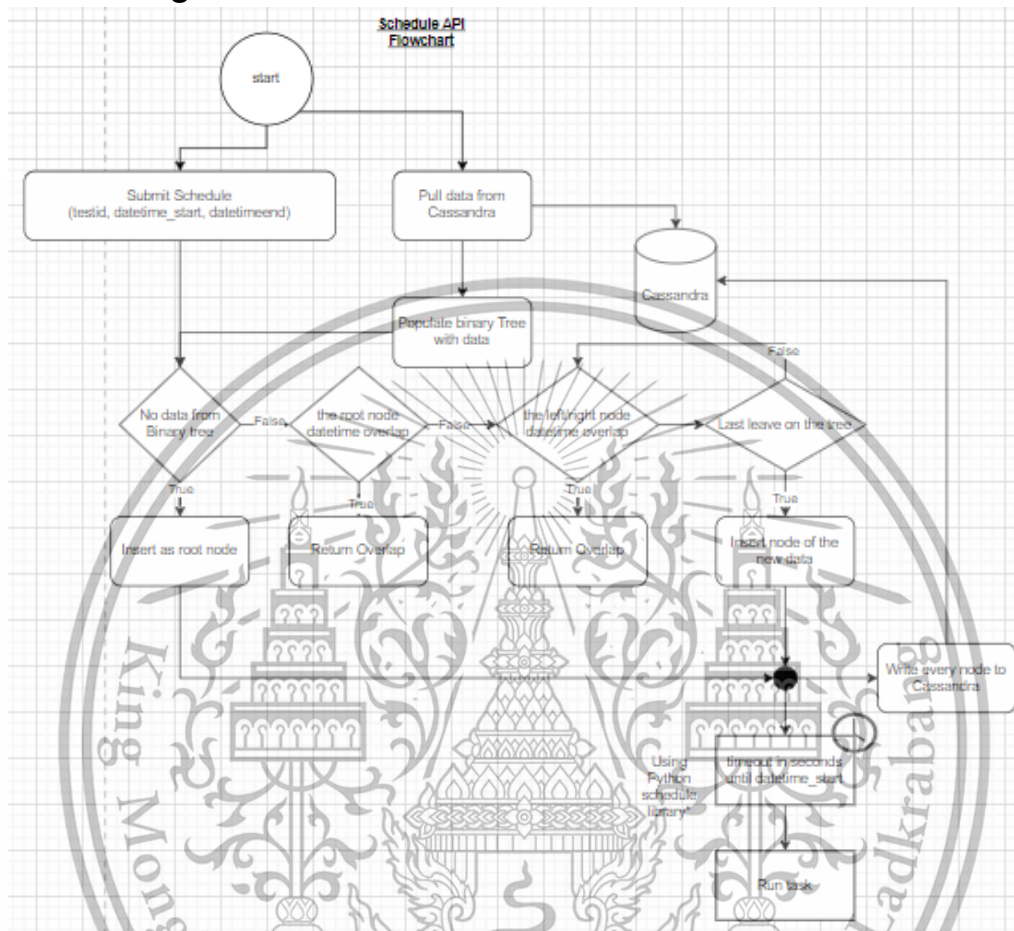 Schedule API
Flowchart
start
Submit Schedule
(testid, datetime_start, datetimeend)
Pull data from
Cassandra
Cassandra
Populate binary Tree
with data
False
No data from
Binary tree
False
the root node
datetime overlap
False
the left/right node
datetime overlap
Last leave on the tree
True
True
True
True
Insert as root node
Return Overlap
Return Overlap
Insert node of the
new data
Write every node to
Cassandra
Using
Python
schedule
library*
timeout in seconds
until datetime_start
Run task
King Mong
Ladkrabang